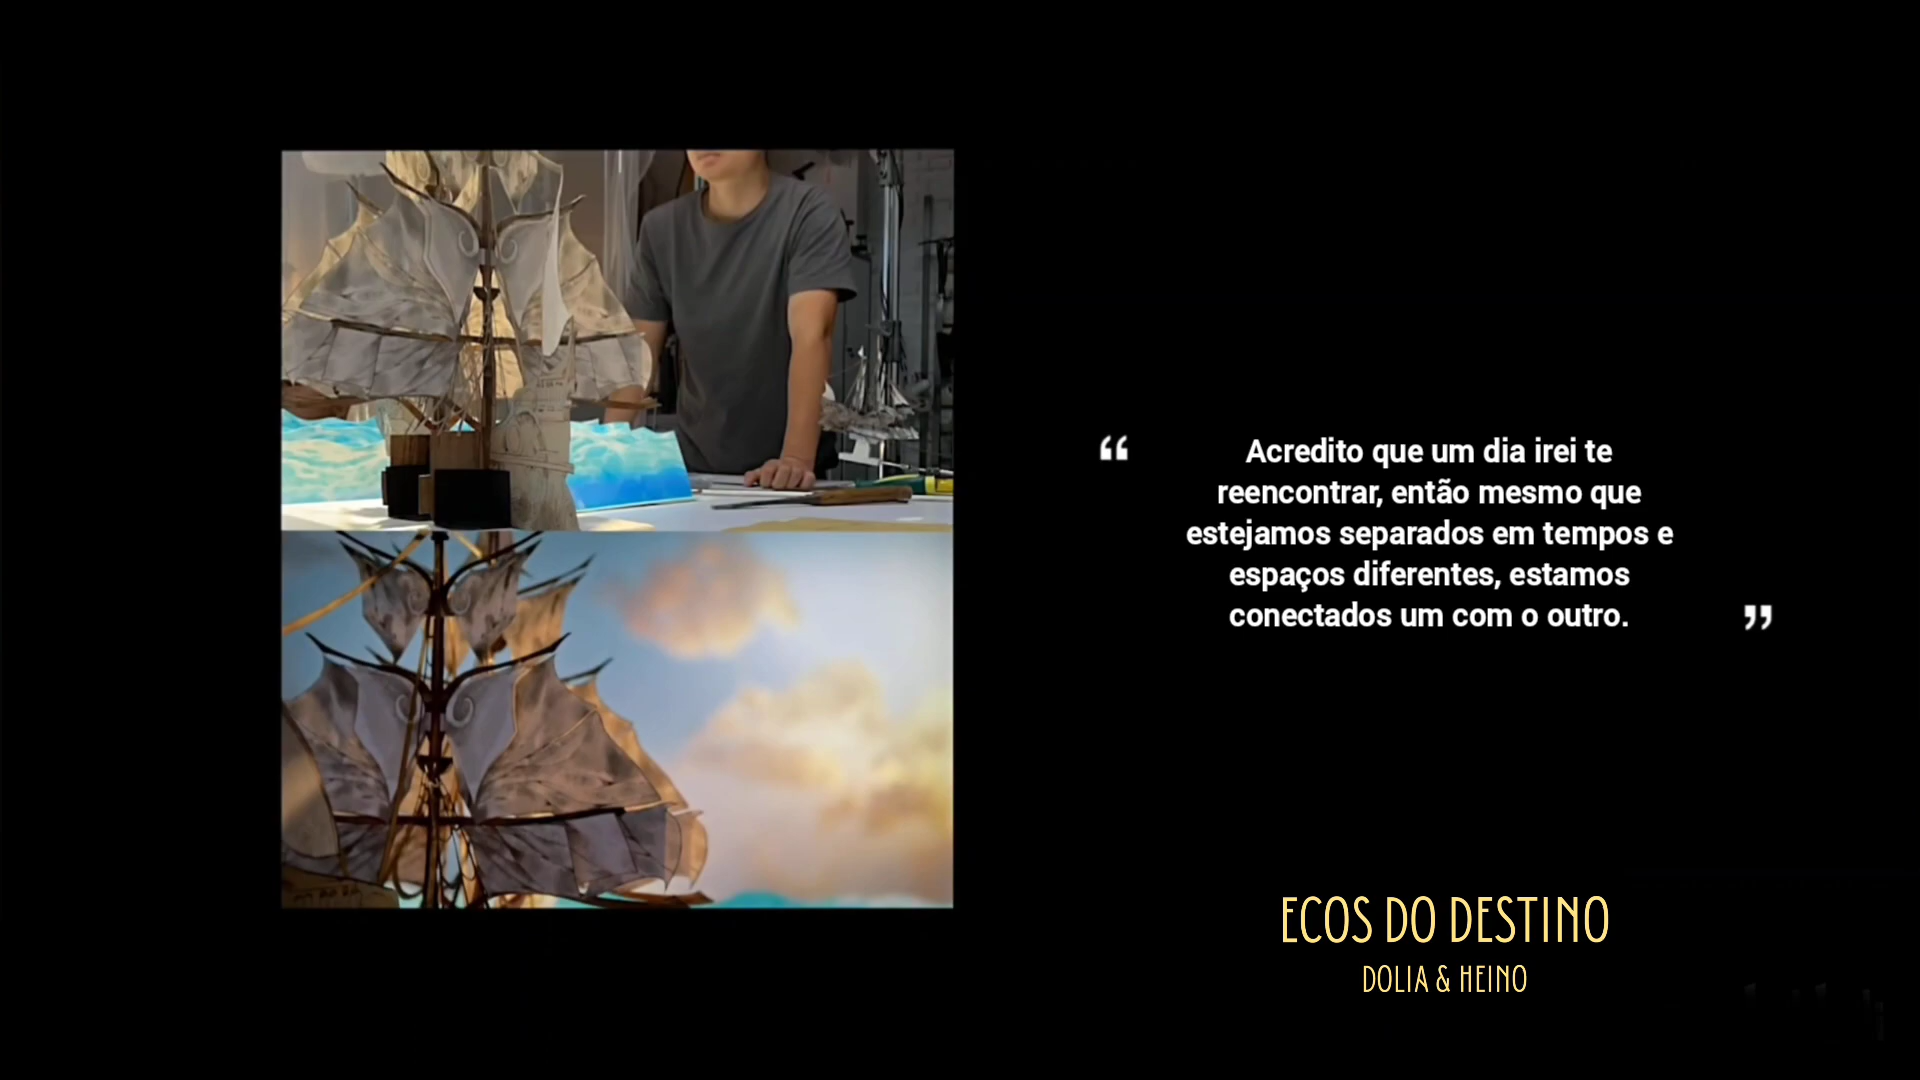 “
Acredito que um dia irei te
reencontrar, então mesmo que
estejamos separados em tempos e
espaços diferentes, estamos
conectados um com o outro.
”
ECOS DO DESTINO
DOLIA & HEINO